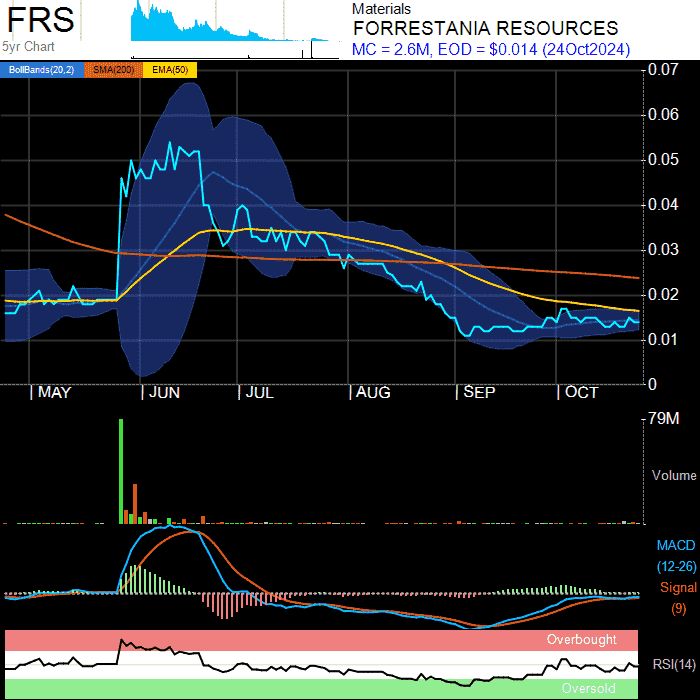 FRS
5yr Chart
Materials
FORRESTANIA RESOURCES
MC = 2.6M, EOD = $0.014 (24Oct2024)
BollBands(20,2) SMA(200) EMA(50)
0.07
0.06
0.05
0.04
0.03
0.02
0.01
0
MAY JUN JUL AUG SEP OCT
79M
Volume
MACD
(12-26)
Signal
(9)
Overbought
RSI(14)
Oversold